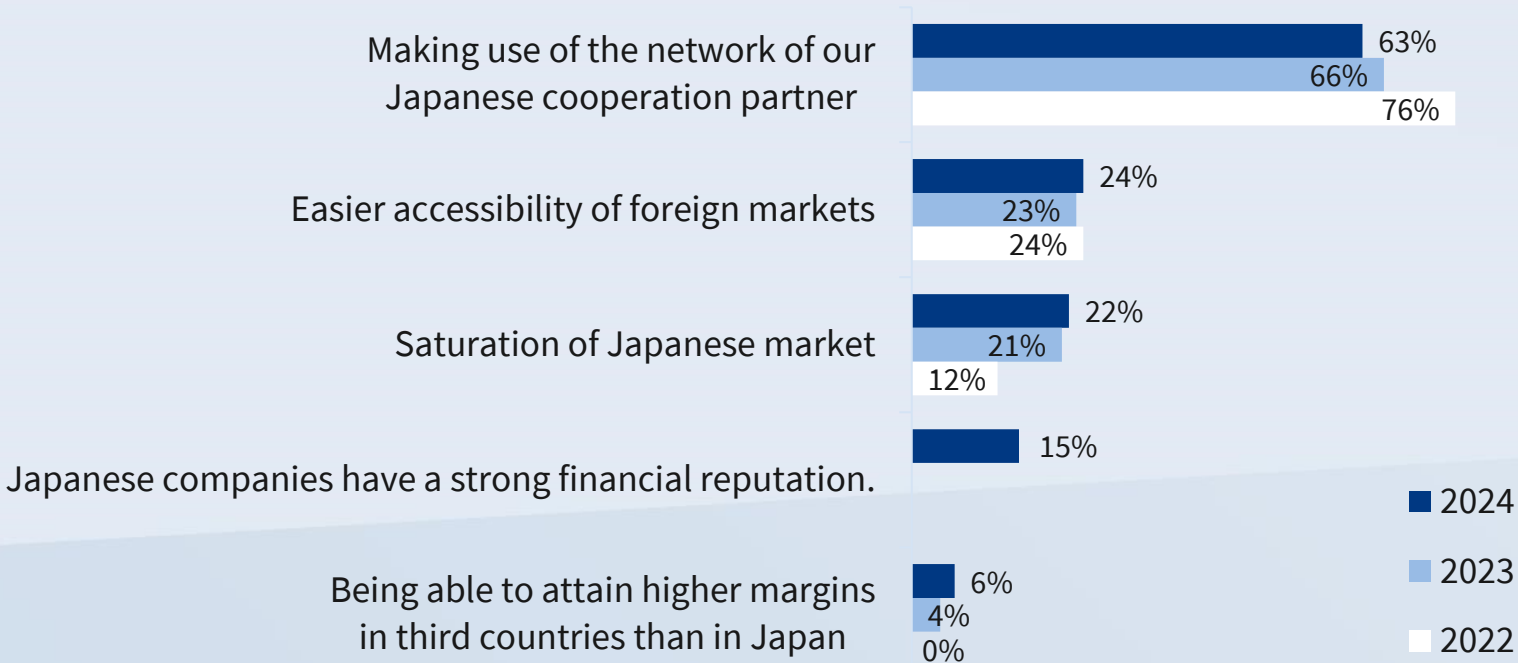 Making use of the network of our
Japanese cooperation partner
63%
66%
76%
Easier accessibility of foreign markets
24%
23%
24%
Saturation of Japanese market
22%
21%
12%
Japanese companies have a strong financial reputation.
15%
Being able to attain higher margins
in third countries than in Japan
6%
4%
0%
2024
2023
2022